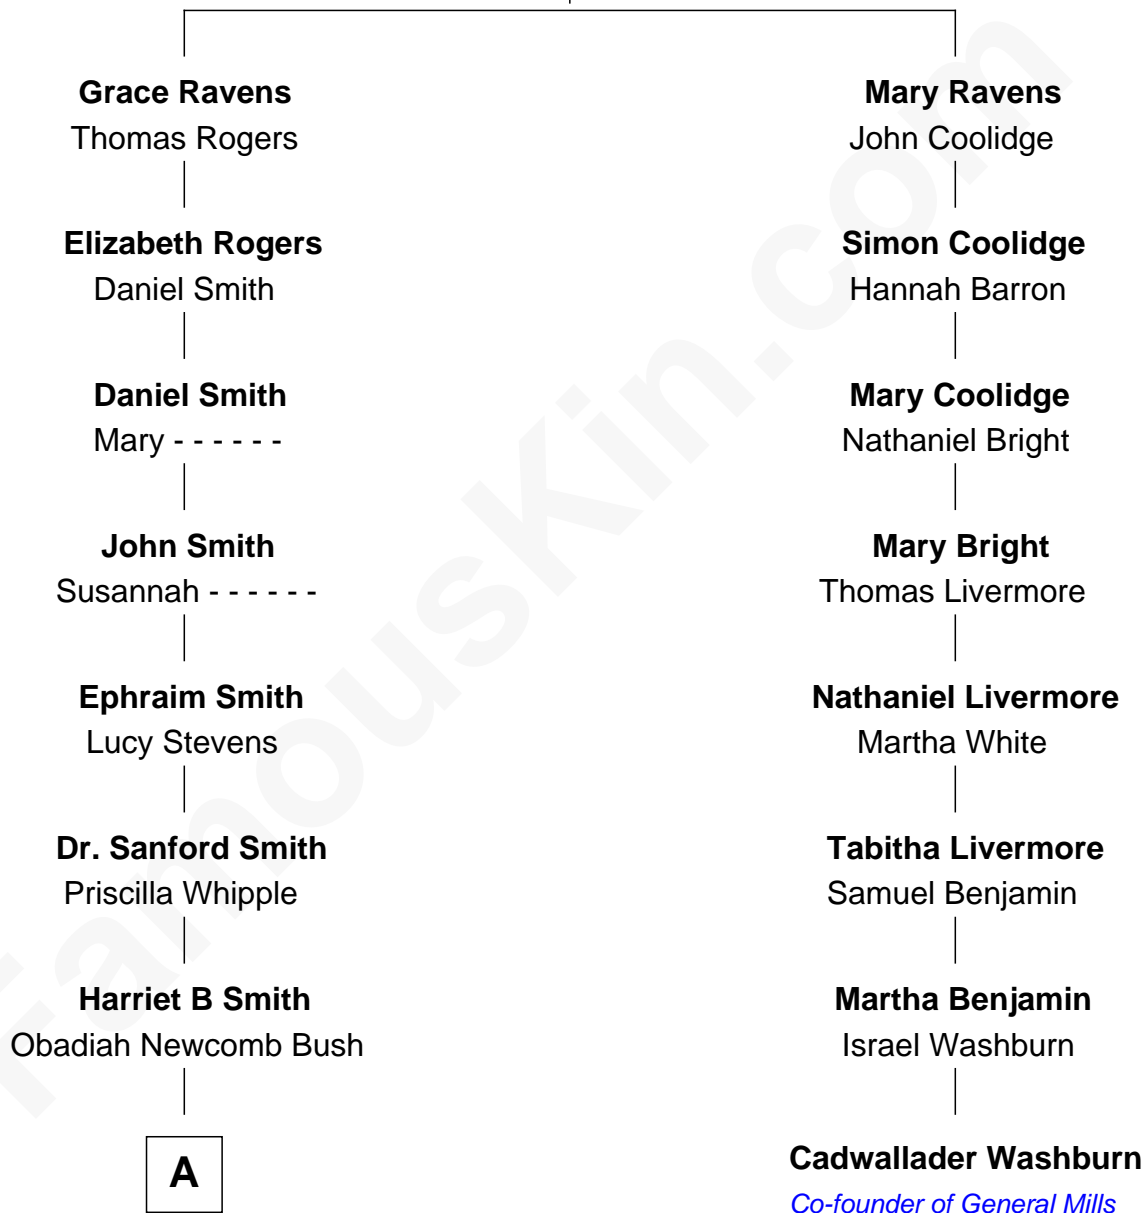 Grace Ravens
Thomas Rogers
Elizabeth Rogers
Daniel Smith
Daniel Smith
Mary - - - - - -
John Smith
Susannah - - - - - -
Ephraim Smith
Lucy Stevens
Dr. Sanford Smith
Priscilla Whipple
Harriet B Smith
Obadiah Newcomb Bush
A
Mary Ravens
John Coolidge
Simon Coolidge
Hannah Barron
Mary Coolidge
Nathaniel Bright
Mary Bright
Thomas Livermore
Nathaniel Livermore
Martha White
Tabitha Livermore
Samuel Benjamin
Martha Benjamin
Israel Washburn
Cadwallader Washburn
Co-founder of General Mills
FamousKin.com